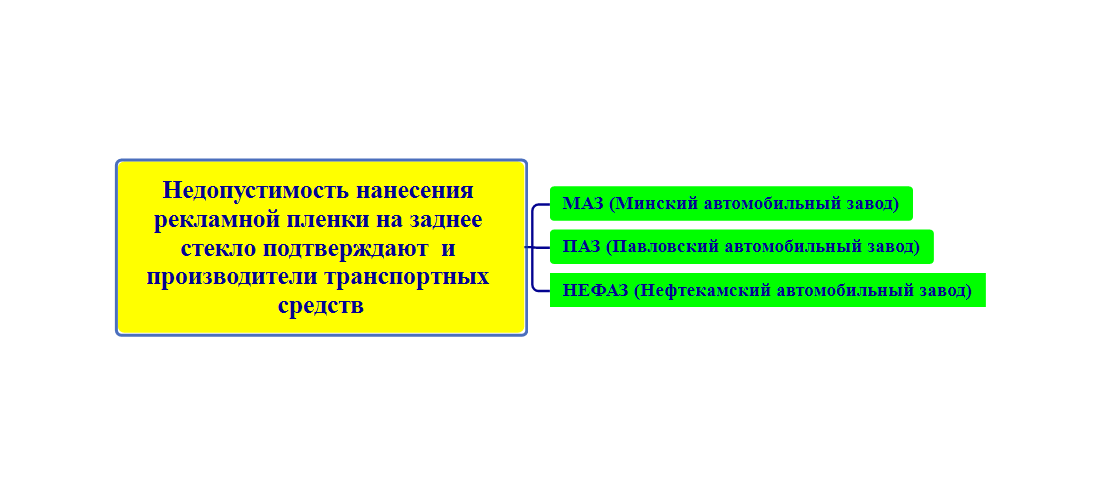 Недопустимость нанесения
рекламной пленки на заднее
стекло подтверждают и
производители транспортных
средств
МАЗ (Минский автомобильный завод)
ПАЗ (Павловский автомобильный завод)
НЕФАЗ (Нефтекамский автомобильный завод)